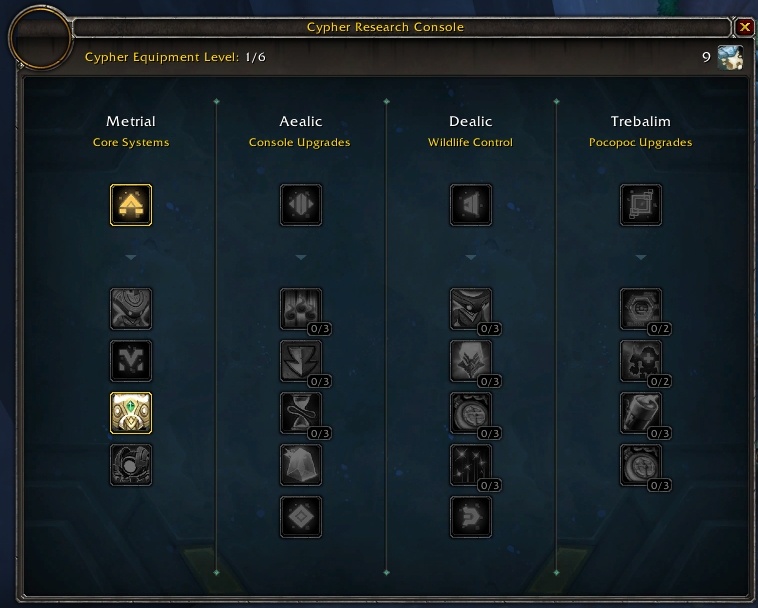 Cypher Research Console
Cypher Equipment Level: 1/6
9
Metrial
Core Systems
Aealic
Console Upgrades
Dealic
Wildlife Control
Trebalim
Pocopoc Upgrades
0/3
0/3
0/2
0/3
0/3
0/2
0/3
0/3
0/3
0/3
0/3